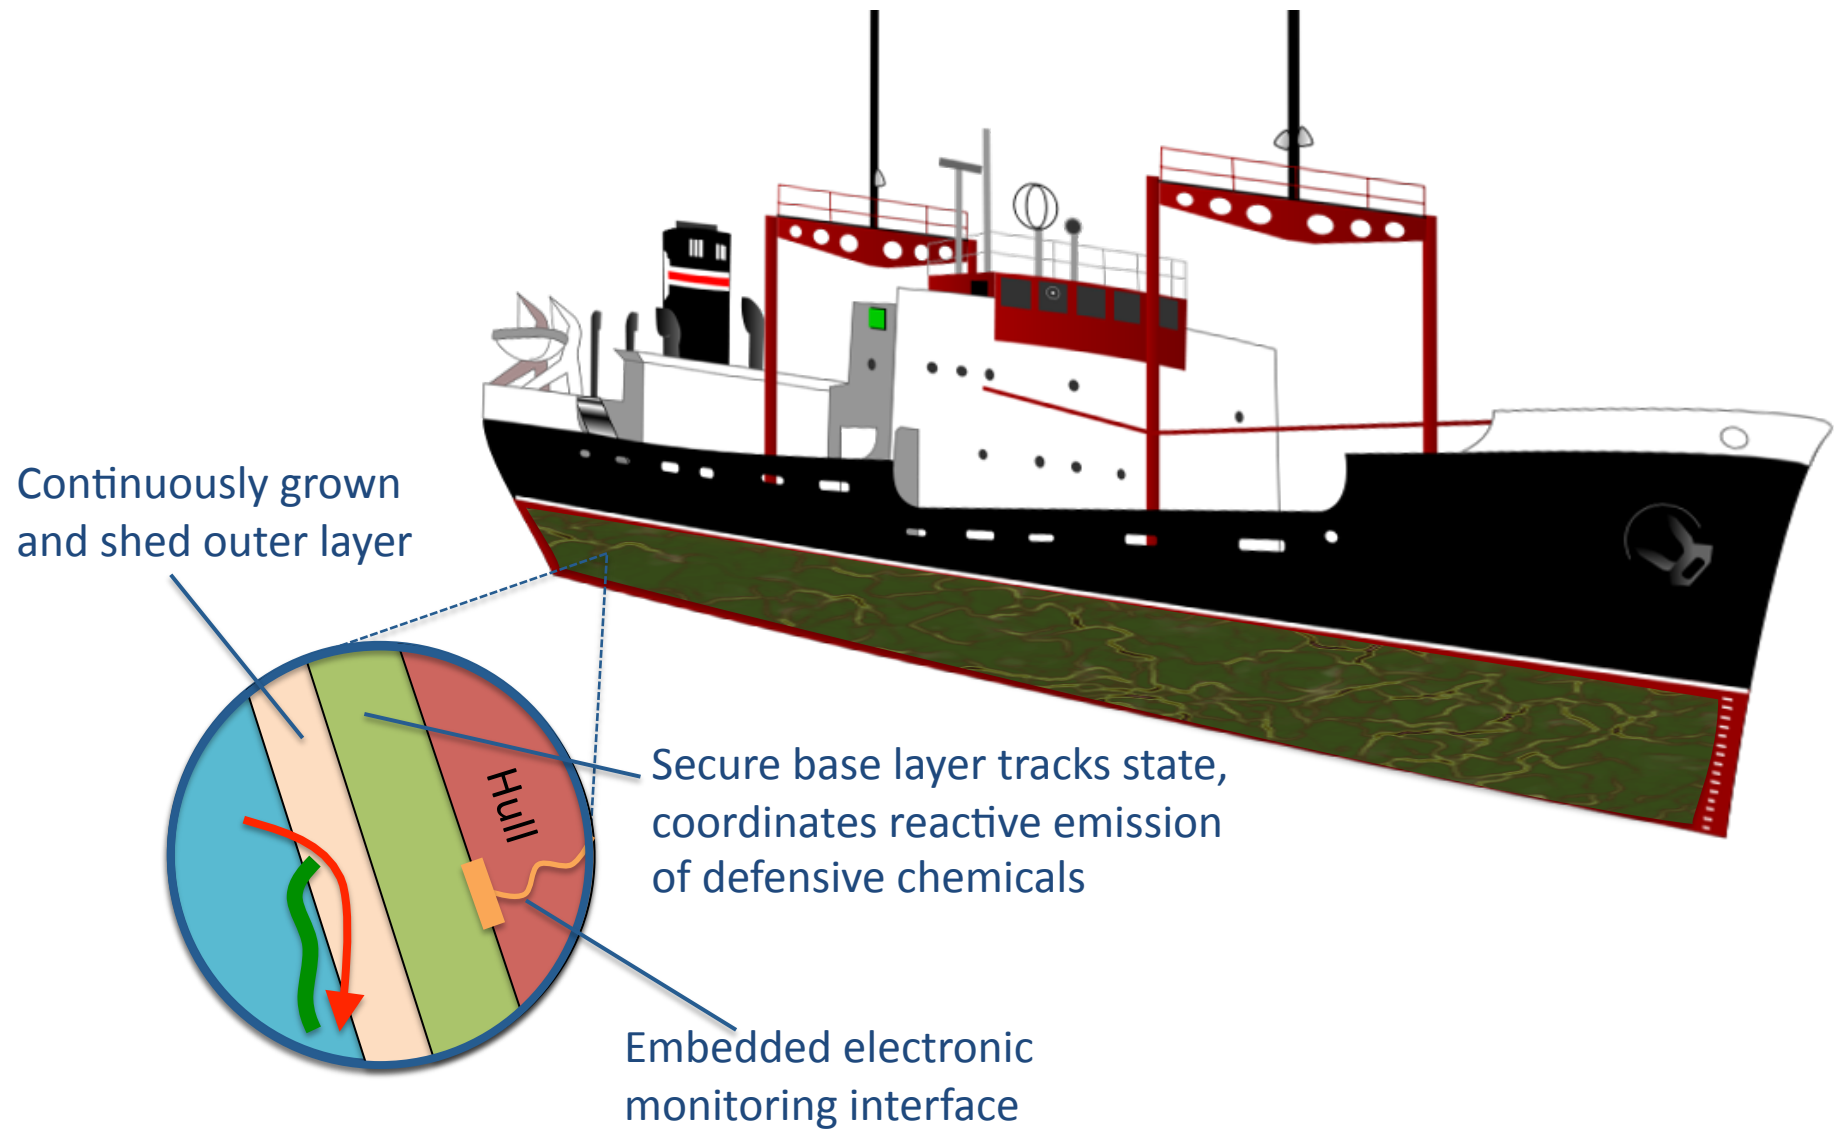 Continuously grown
and shed outer layer
Hull
Secure base layer tracks state,
coordinates reactive emission
of defensive chemicals
Embedded electronic
monitoring interface